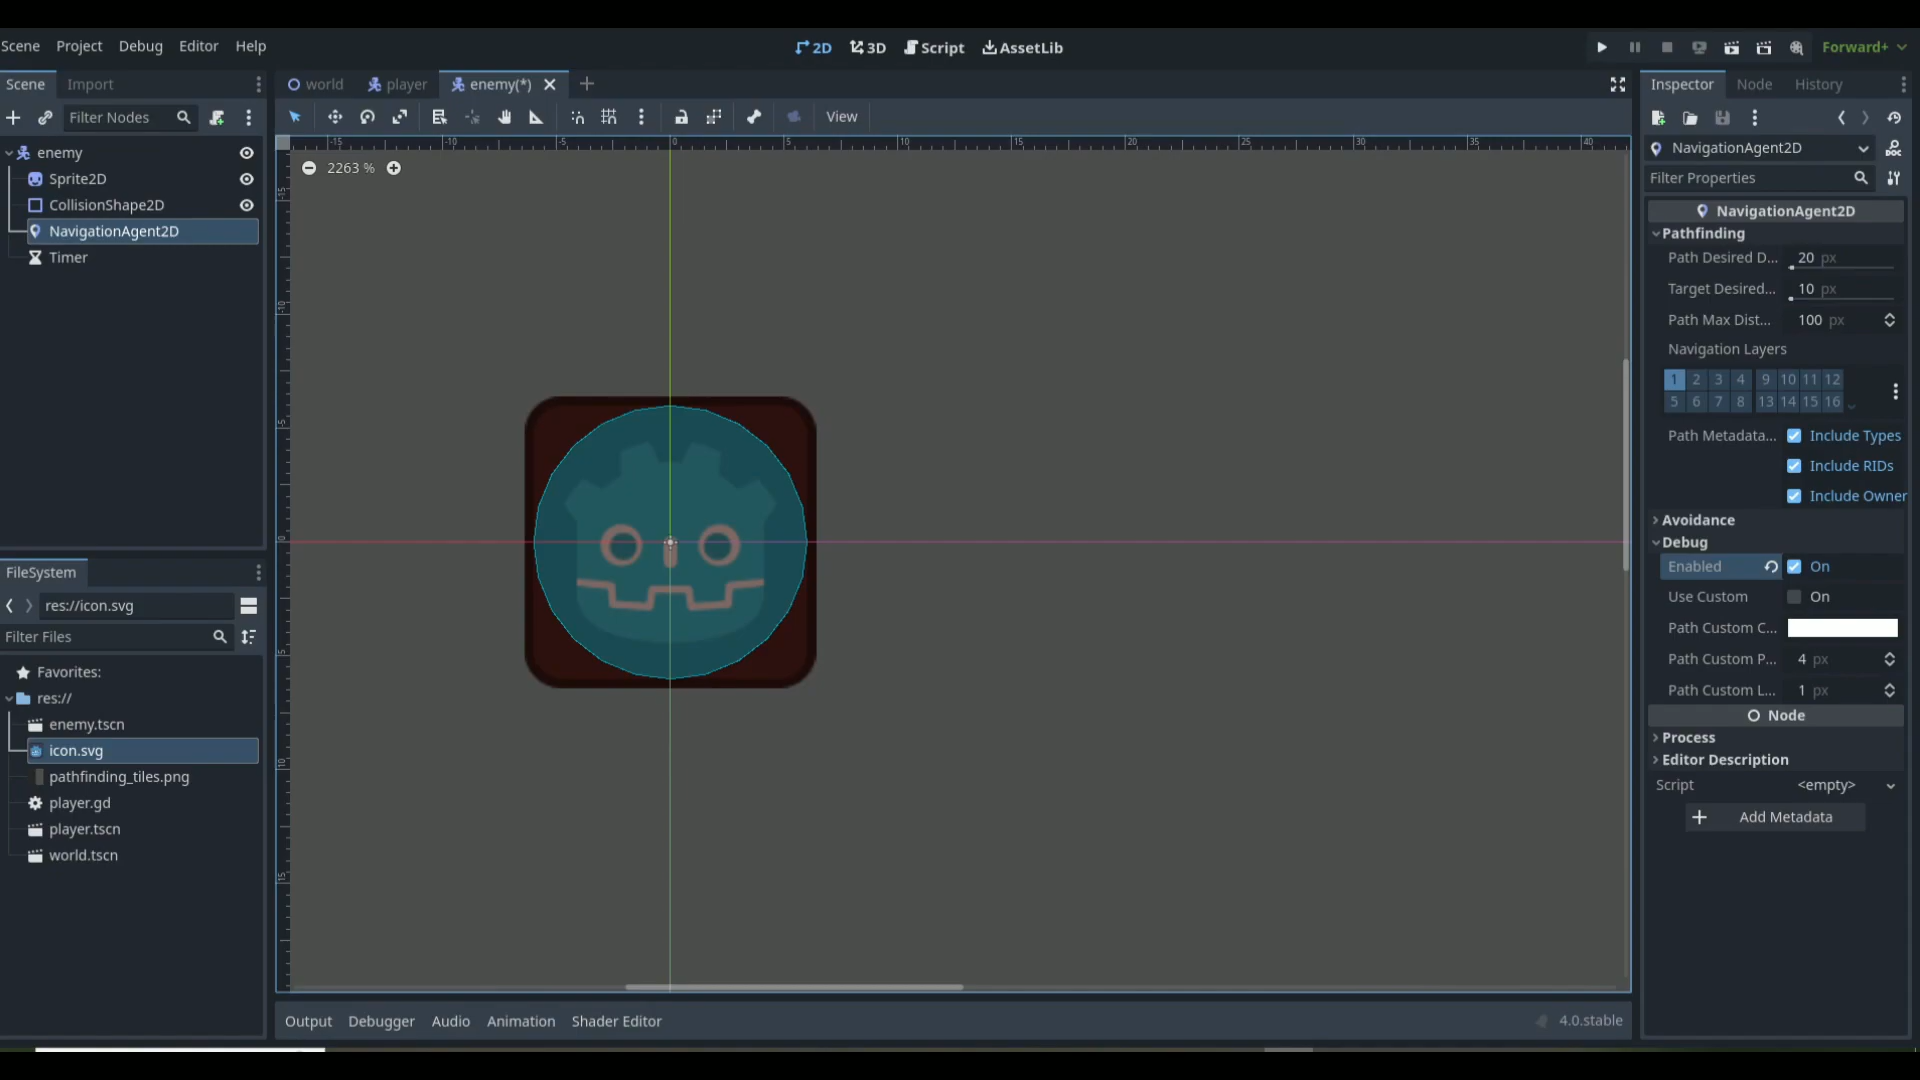 Scene Project Debug Editor Help
2D 3D Script AssetLib
Forward+
Scene Import
world player enemy(*)
Inspector Node History
Filter Nodes
View
enemy
Sprite2D
CollisionShape2D
NavigationAgent2D
Timer
2263 %
NavigationAgent2D
Filter Properties
NavigationAgent2D
Pathfinding
Path Desired D... 20 px
Target Desired... 10 px
Path Max Dist... 100 px
Navigation Layers
1 2 3 4 9 10 11 12
5 6 7 8 13 14 15 16
Path Metadata... Include Types
Include RIDs
Include Owner
Avoidance
Debug
Enabled On
Use Custom On
Path Custom C...
Path Custom P... 4 px
Path Custom L... 1 px
Node
Process
Editor Description
Script <empty>
Add Metadata
FileSystem
res://icon.svg
Filter Files
Favorites:
res://
enemy.tscn
icon.svg
pathfinding_tiles.png
player.gd
player.tscn
world.tscn
Output Debugger Audio Animation Shader Editor
4.0.stable